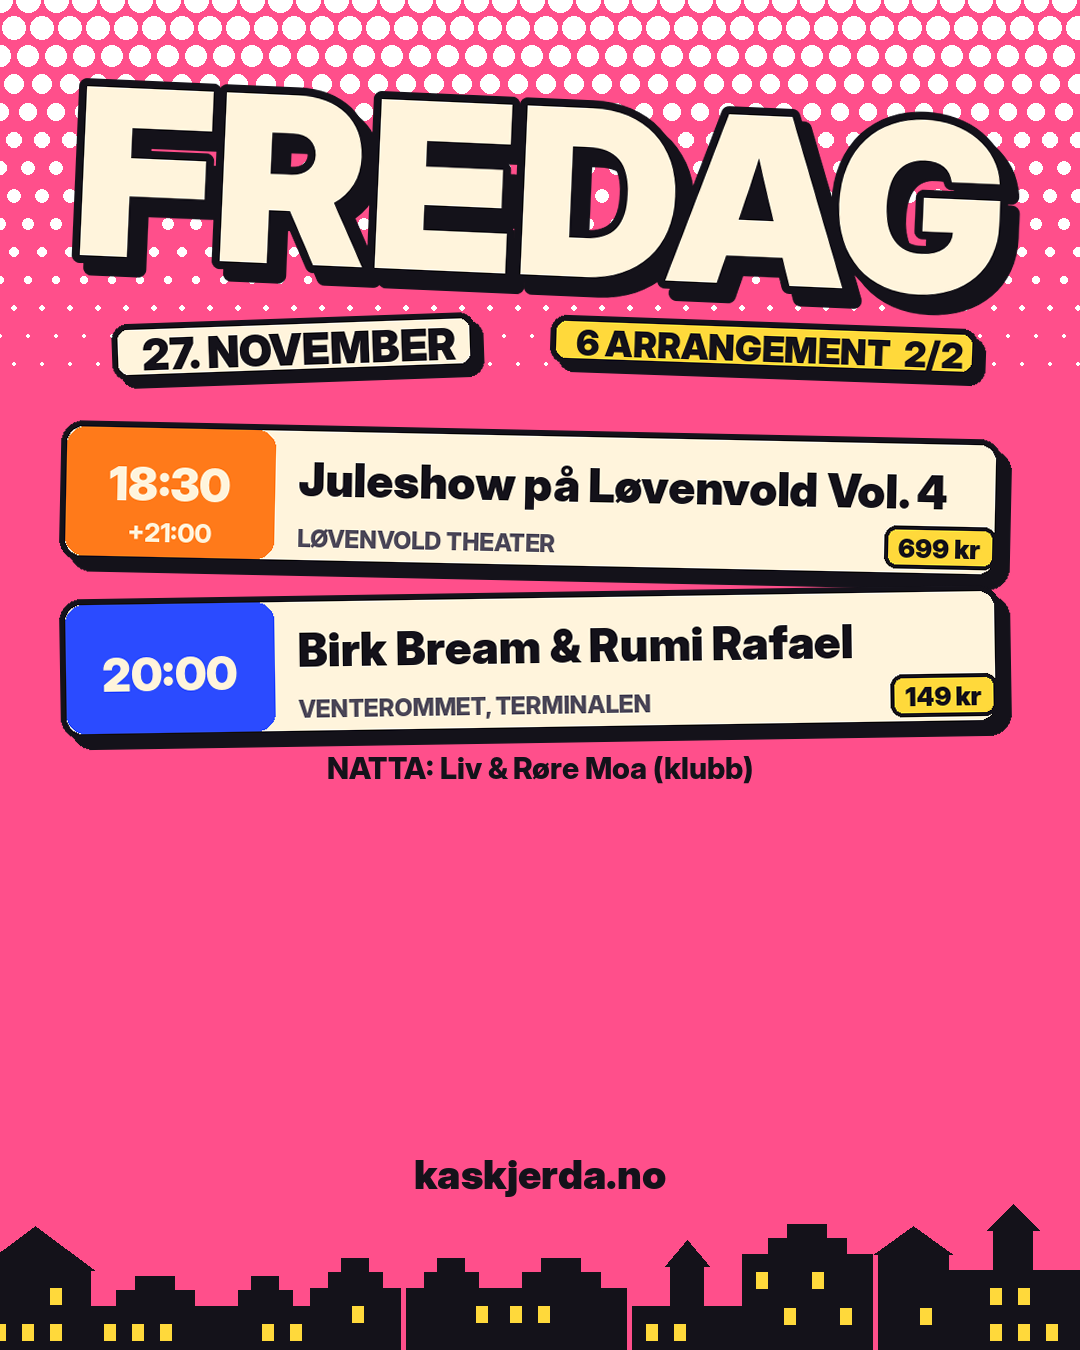 FREDAG
27. NOVEMBER
6 ARRANGEMENT 2/2
18:30
+21:00
Juleshow på Løvenvold Vol. 4
LØVENVOLD THEATER
699 kr
20:00
Birk Bream & Rumi Rafael
VENTEROMMET, TERMINALEN
149 kr
NATTA: Liv & Røre Moa (klubb)
kaskjerda.no